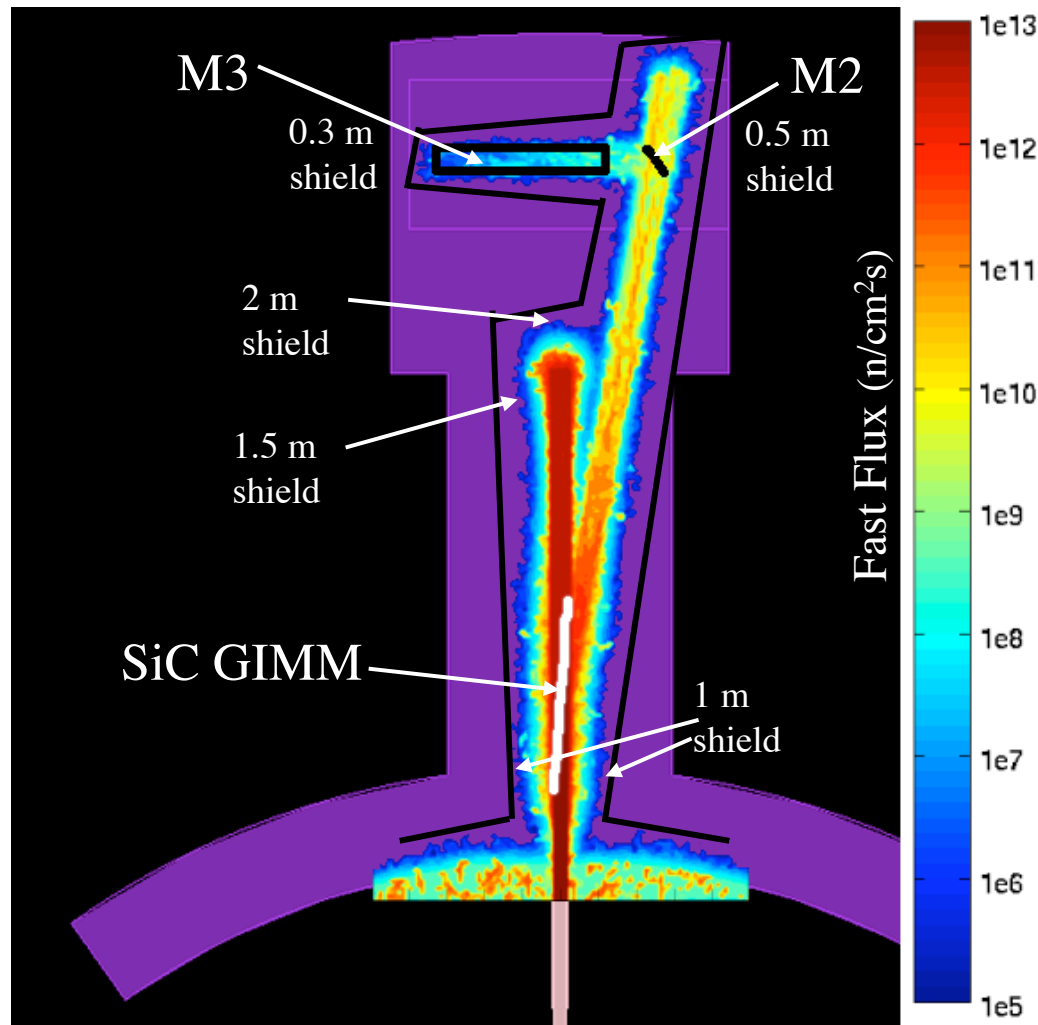 M3
M2
0.3 m
shield
0.5 m
shield
2 m
shield
1.5 m
shield
SiC GIMM
1 m
shield
Fast Flux (n/cm²s)
1e13
1e12
1e11
1e10
1e9
1e8
1e7
1e6
1e5